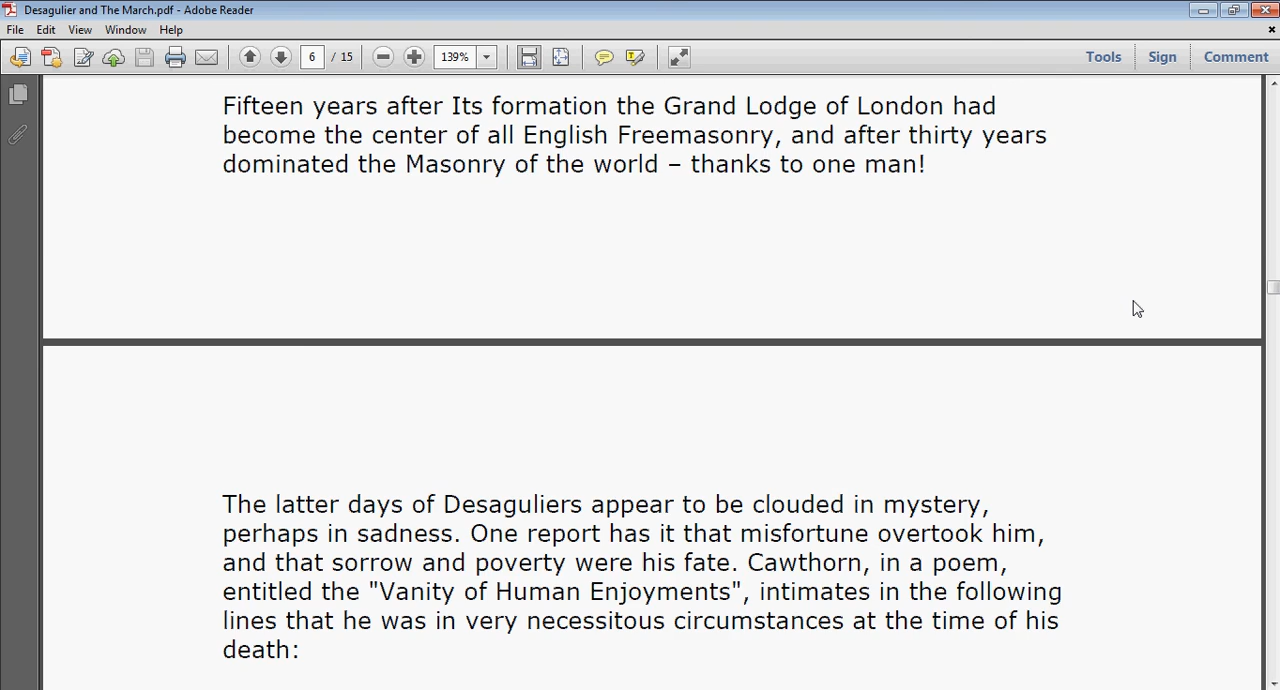 Desagulier and The March.pdf - Adobe Reader
File Edit View Window Help
6 / 15 139% Tools Sign Comment
Fifteen years after Its formation the Grand Lodge of London had
become the center of all English Freemasonry, and after thirty years
dominated the Masonry of the world – thanks to one man!
The latter days of Desaguliers appear to be clouded in mystery,
perhaps in sadness. One report has it that misfortune overtook him,
and that sorrow and poverty were his fate. Cawthorn, in a poem,
entitled the "Vanity of Human Enjoyments", intimates in the following
lines that he was in very necessitous circumstances at the time of his
death: